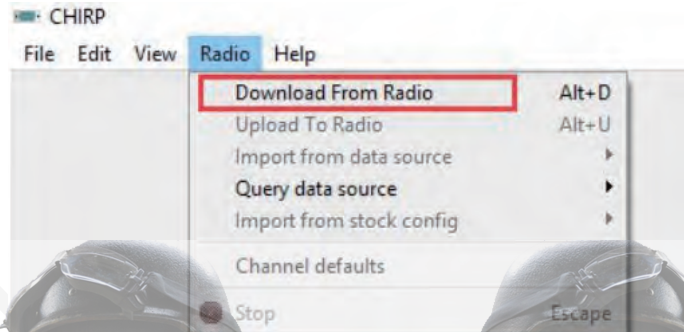 CHIRP
File Edit View Radio Help
Download From Radio Alt+D
Upload To Radio Alt+U
Import from data source
Query data source
Import from stock config
Channel defaults
Stop Escape